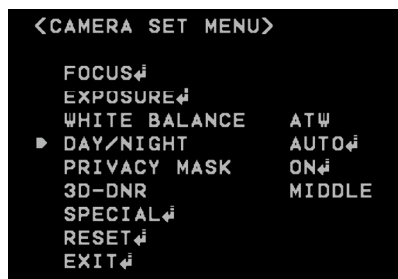 <CAMERA SET MENU>
FOCUS↲
EXPOSURE↲
WHITE BALANCE ATW
DAY/NIGHT AUTO↲
PRIVACY MASK ON↲
3D-DNR MIDDLE
SPECIAL↲
RESET↲
EXIT↲